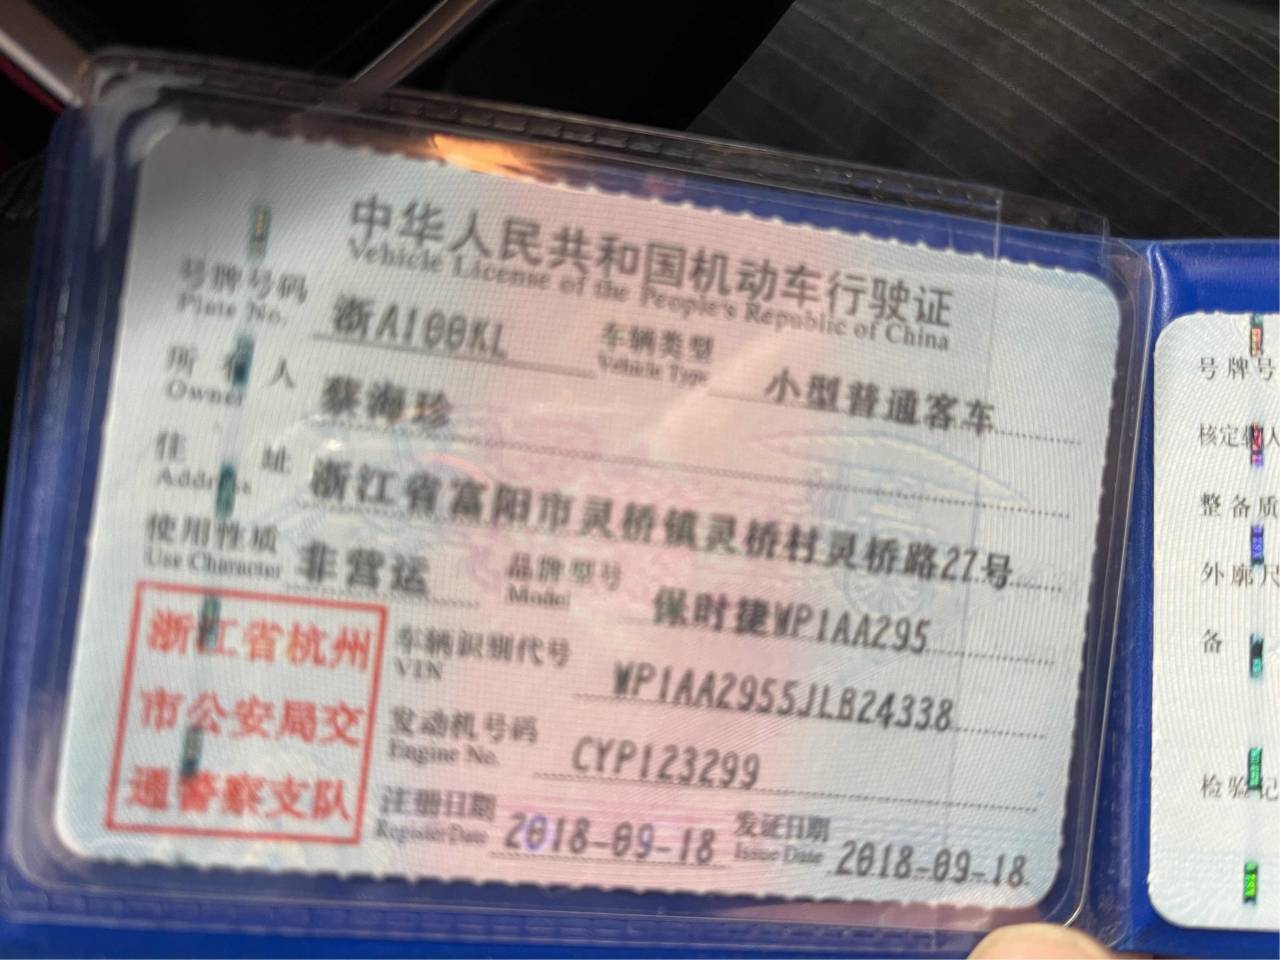 中华人民共和国机动车行驶证
Vehicle License of the People's Republic of China
号牌号码 浙A100KL 车辆类型 小型普通客车
Plate No. Vehicle Type
所有人 蔡海珍
Owner
住址 浙江省富阳市灵桥镇灵桥村灵桥路27号
Address
使用性质 非营运 品牌型号 保时捷WP1AA295
Use Character Model
浙江省杭州
市公安局交
通警察支队
车辆识别代号 WP1AA2955JLB24338
VIN
发动机号码 CYP123299
Engine No.
注册日期 2018-09-18 发证日期 2018-09-18
Register Date Issue Date
号牌号
核定载人
整备质
外廓尺
备
检验记